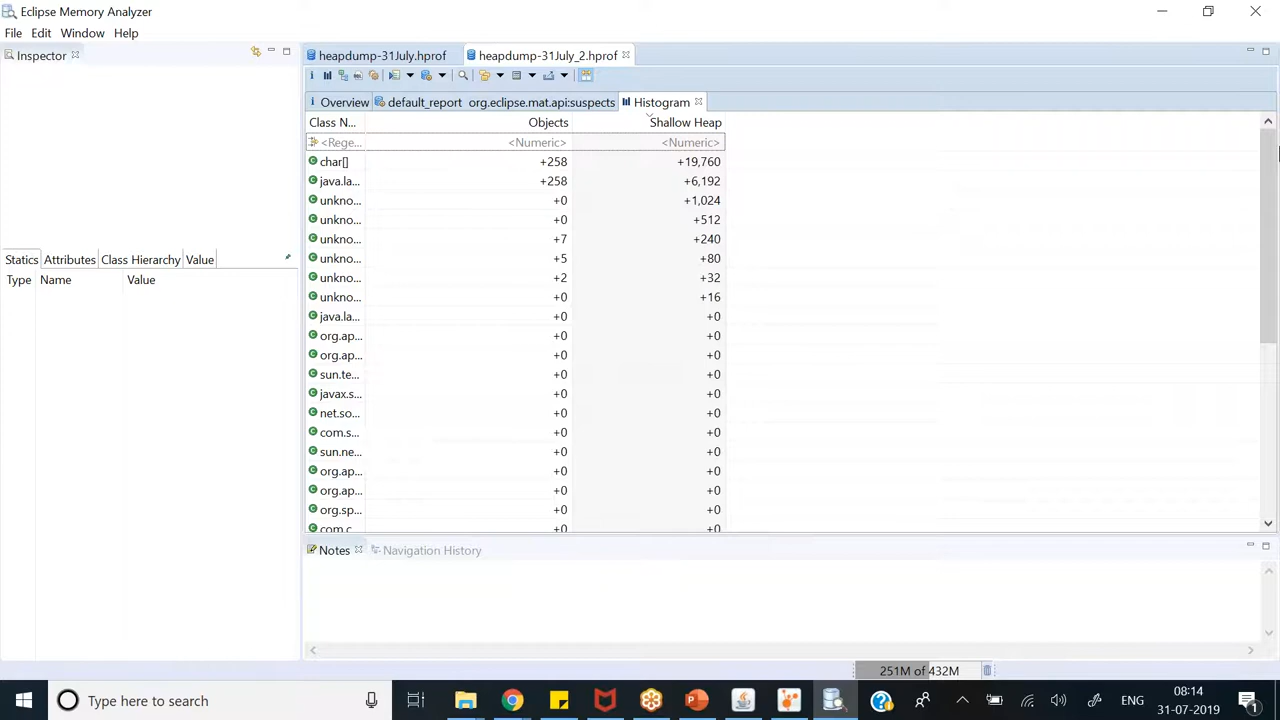 Eclipse Memory Analyzer
File Edit Window Help
Inspector
heapdump-31July.hprof
heapdump-31July_2.hprof
Overview default_report org.eclipse.mat.api:suspects Histogram
Class N... Objects Shallow Heap
<Rege... <Numeric> <Numeric>
char[] +258 +19,760
java.la... +258 +6,192
unkno... +0 +1,024
unkno... +0 +512
unkno... +7 +240
unkno... +5 +80
unkno... +2 +32
unkno... +0 +16
java.la... +0 +0
org.ap... +0 +0
org.ap... +0 +0
sun.te... +0 +0
javax.s... +0 +0
net.so... +0 +0
com.s... +0 +0
sun.ne... +0 +0
org.ap... +0 +0
org.ap... +0 +0
org.sp... +0 +0
com.c... +0 +0
Statics Attributes Class Hierarchy Value
Type Name Value
Notes Navigation History
251M of 432M
Type here to search
ENG
08:14
31-07-2019
1